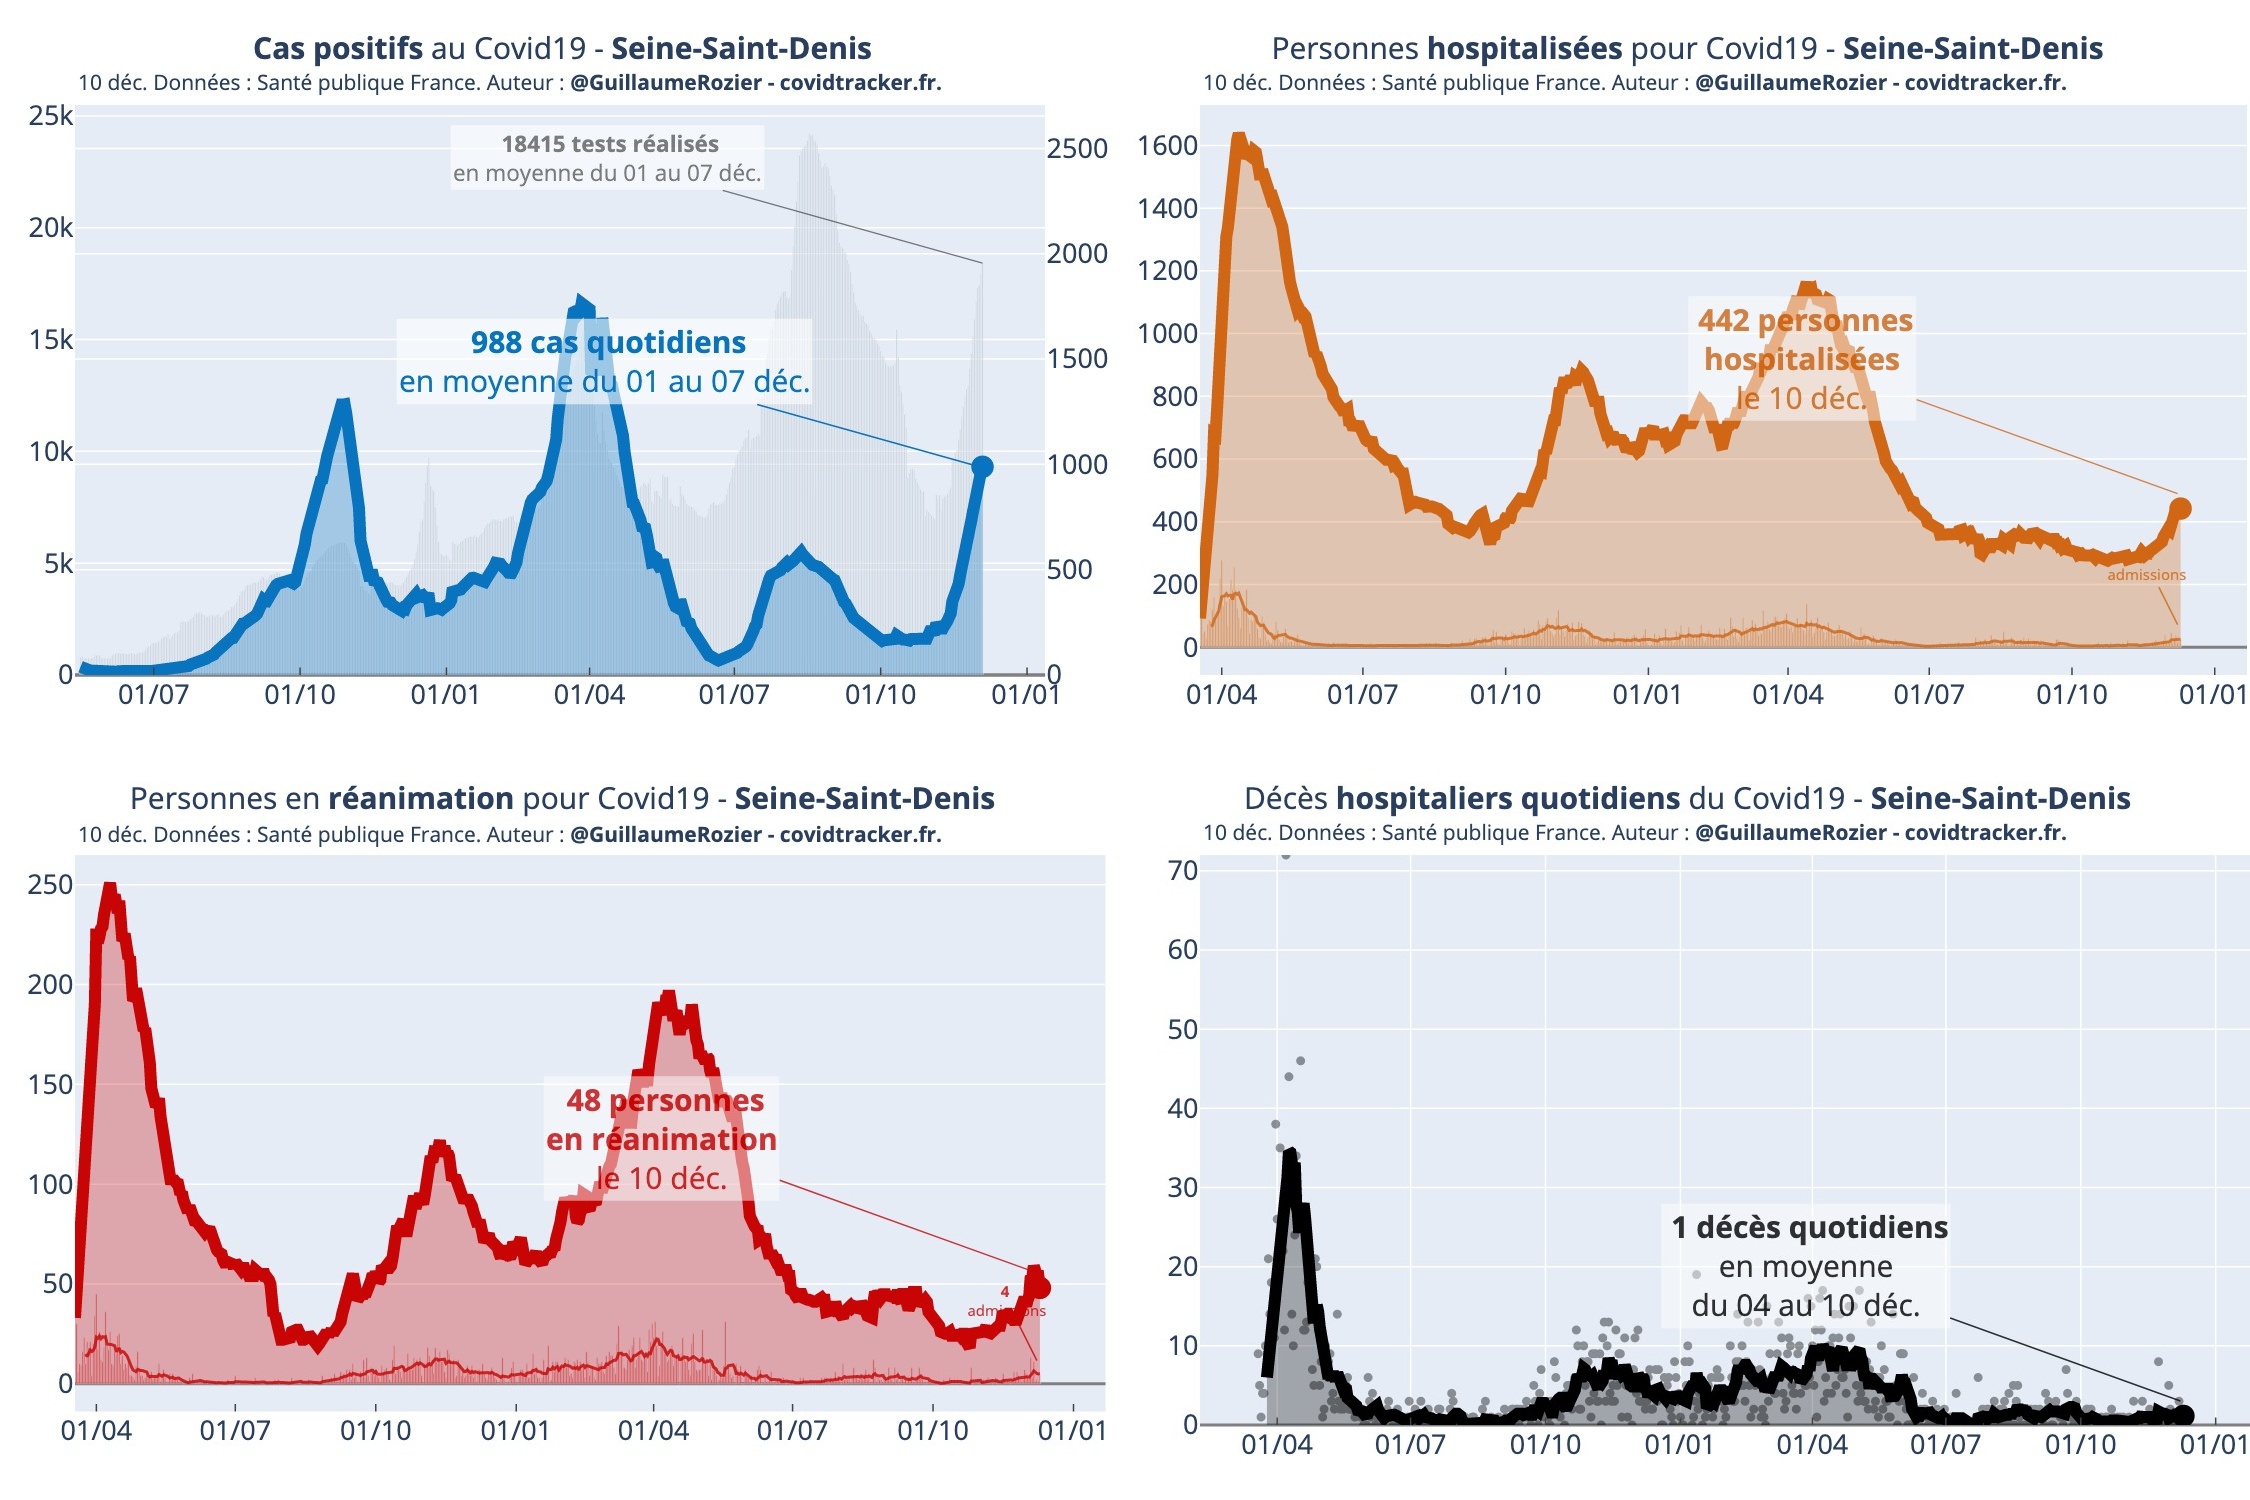 Cas positifs au Covid19 - Seine-Saint-Denis
10 déc. Données : Santé publique France. Auteur : @GuillaumeRozier - covidtracker.fr.
25k
20k
15k
10k
5k
0
2500
2000
1500
1000
500
0
18415 tests réalisés
en moyenne du 01 au 07 déc.
988 cas quotidiens
en moyenne du 01 au 07 déc.
01/07 01/10 01/01 01/04 01/07 01/10 01/01
Personnes hospitalisées pour Covid19 - Seine-Saint-Denis
10 déc. Données : Santé publique France. Auteur : @GuillaumeRozier - covidtracker.fr.
1600
1400
1200
1000
800
600
400
200
0
442 personnes
hospitalisées
le 10 déc.
admissions
01/04 01/07 01/10 01/01 01/04 01/07 01/10 01/01
Personnes en réanimation pour Covid19 - Seine-Saint-Denis
10 déc. Données : Santé publique France. Auteur : @GuillaumeRozier - covidtracker.fr.
250
200
150
100
50
0
48 personnes
en réanimation
le 10 déc.
4
admissions
01/04 01/07 01/10 01/01 01/04 01/07 01/10 01/01
Décès hospitaliers quotidiens du Covid19 - Seine-Saint-Denis
10 déc. Données : Santé publique France. Auteur : @GuillaumeRozier - covidtracker.fr.
70
60
50
40
30
20
10
0
1 décès quotidiens
en moyenne
du 04 au 10 déc.
01/04 01/07 01/10 01/01 01/04 01/07 01/10 01/01